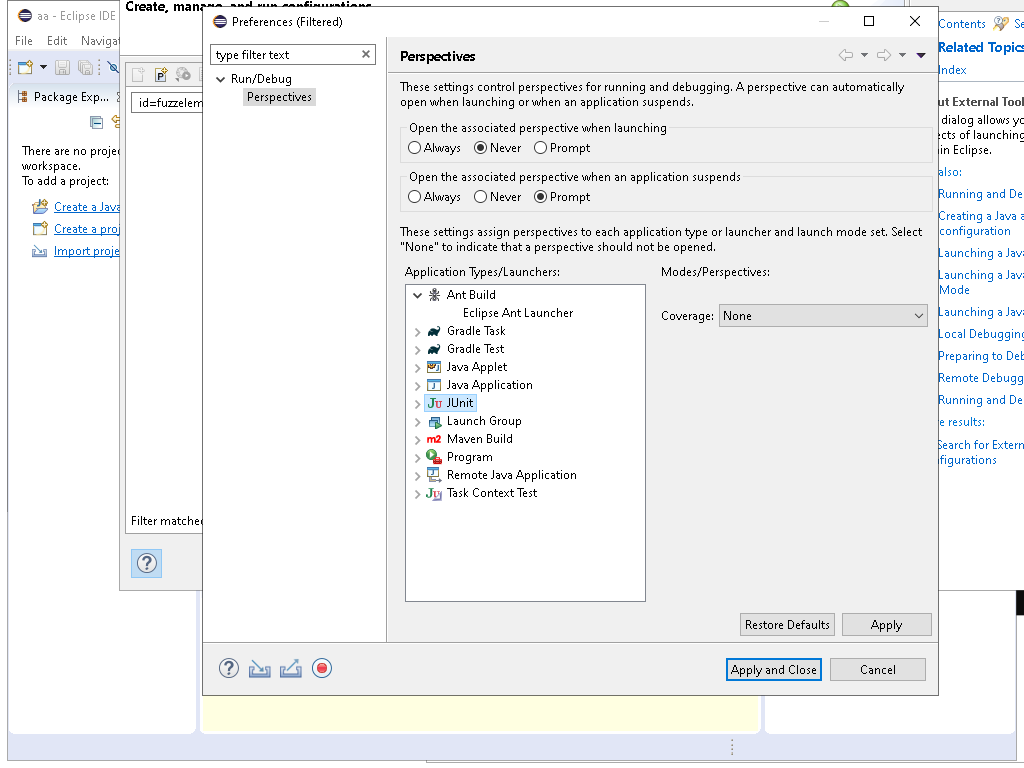 aa - Eclipse IDE
Create, manage, and run configurations
Preferences (Filtered)
File Edit Navigat
Contents
Related Topics
Index
Package Exp...
type filter text
Run/Debug
Perspectives
Perspectives
id=fuzzelem
These settings control perspectives for running and debugging. A perspective can automatically
open when launching or when an application suspends.
Open the associated perspective when launching
Always Never Prompt
Open the associated perspective when an application suspends
Always Never Prompt
These settings assign perspectives to each application type or launcher and launch mode set. Select
"None" to indicate that a perspective should not be opened.
Application Types/Launchers:
Modes/Perspectives:
Ant Build
Eclipse Ant Launcher
Gradle Task
Gradle Test
Java Applet
Java Application
JUnit
Launch Group
Maven Build
Program
Remote Java Application
Task Context Test
Coverage: None
Restore Defaults
Apply
Apply and Close
Cancel
There are no projec
workspace.
To add a project:
Create a Java
Create a proj
Import proje
Filter matched
ut External Tool
dialog allows yo
ects of launching
in Eclipse.
also:
Running and De
Creating a Java a
configuration
Launching a Jav
Launching a Jav
Mode
Launching a Java
Local Debugging
Preparing to Deb
Remote Debugg
Running and De
re results:
Search for Extern
figurations